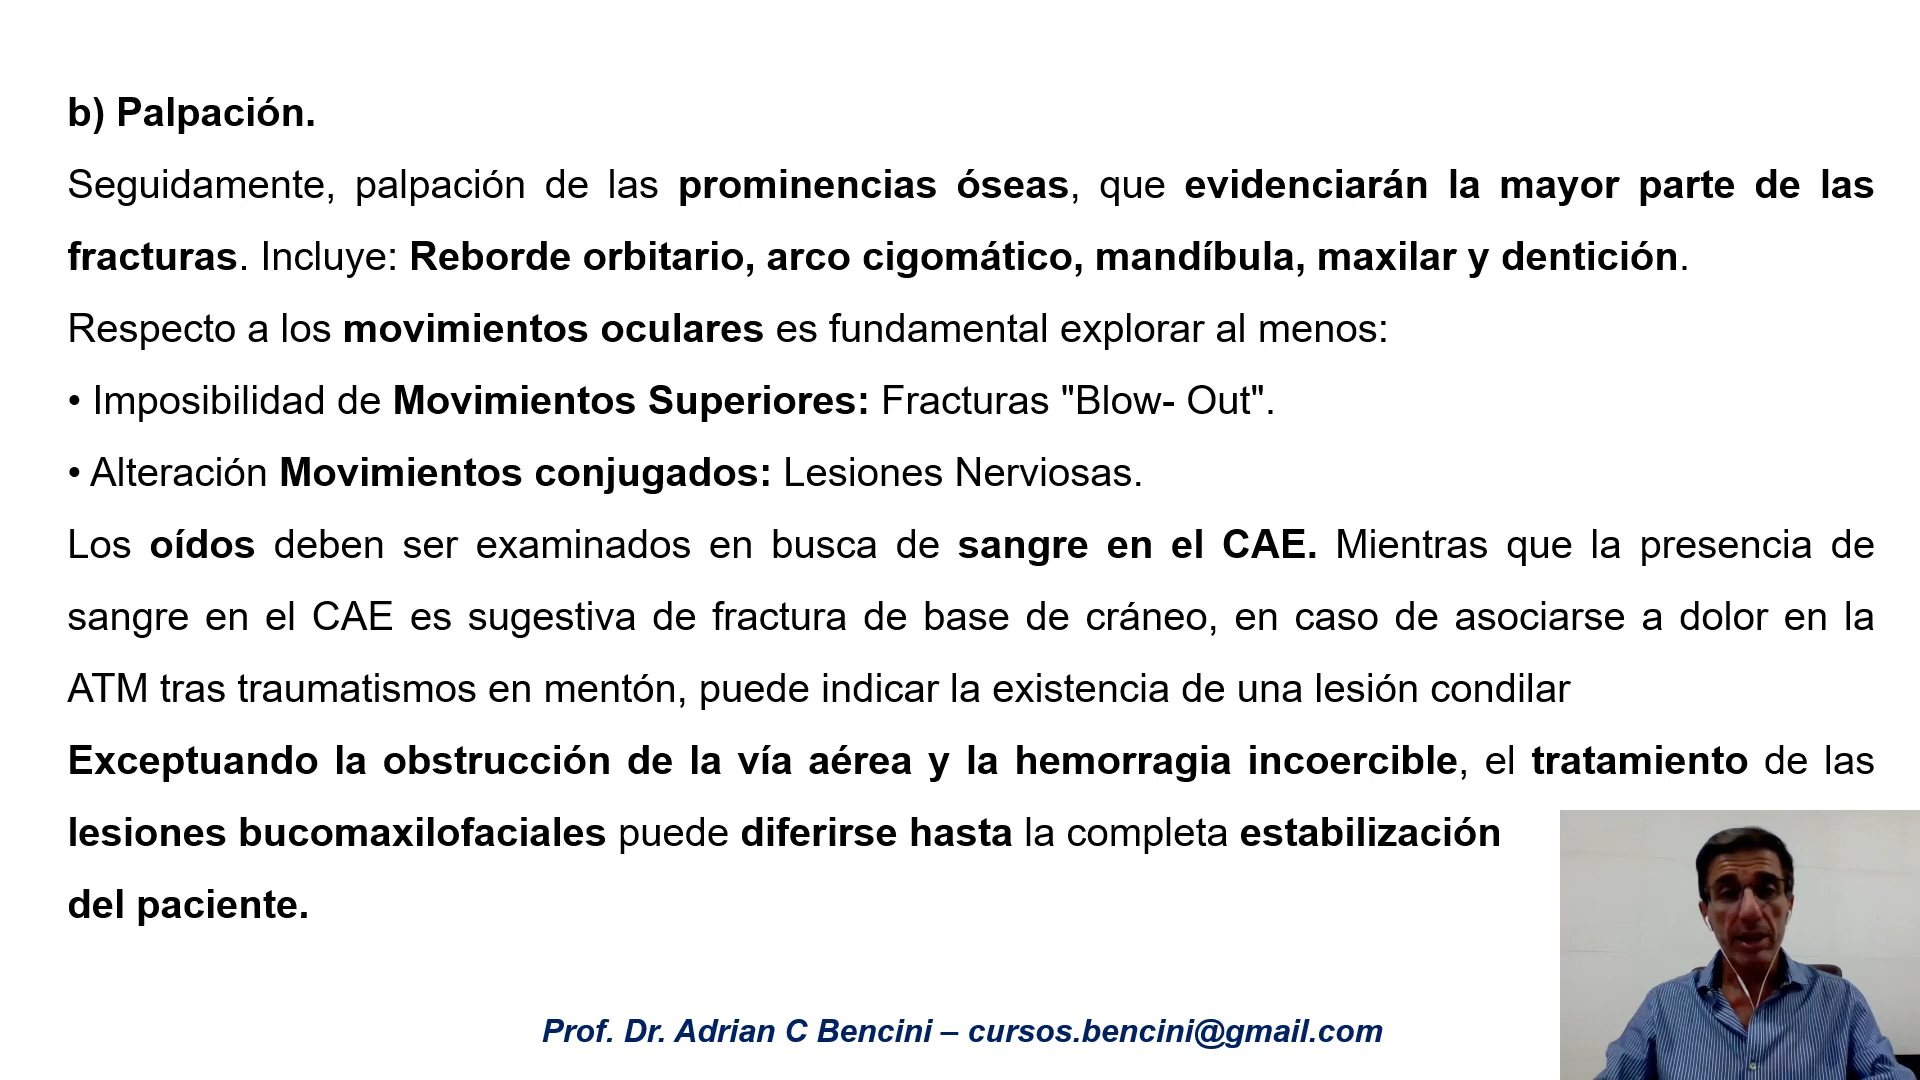 b) Palpación.
Seguidamente, palpación de las prominencias óseas, que evidenciarán la mayor parte de las
fracturas. Incluye: Reborde orbitario, arco cigomático, mandíbula, maxilar y dentición.
Respecto a los movimientos oculares es fundamental explorar al menos:
• Imposibilidad de Movimientos Superiores: Fracturas "Blow- Out".
• Alteración Movimientos conjugados: Lesiones Nerviosas.
Los oídos deben ser examinados en busca de sangre en el CAE. Mientras que la presencia de
sangre en el CAE es sugestiva de fractura de base de cráneo, en caso de asociarse a dolor en la
ATM tras traumatismos en mentón, puede indicar la existencia de una lesión condilar
Exceptuando la obstrucción de la vía aérea y la hemorragia incoercible, el tratamiento de las
lesiones bucomaxilofaciales puede diferirse hasta la completa estabilización
del paciente.
Prof. Dr. Adrian C Bencini – cursos.bencini@gmail.com